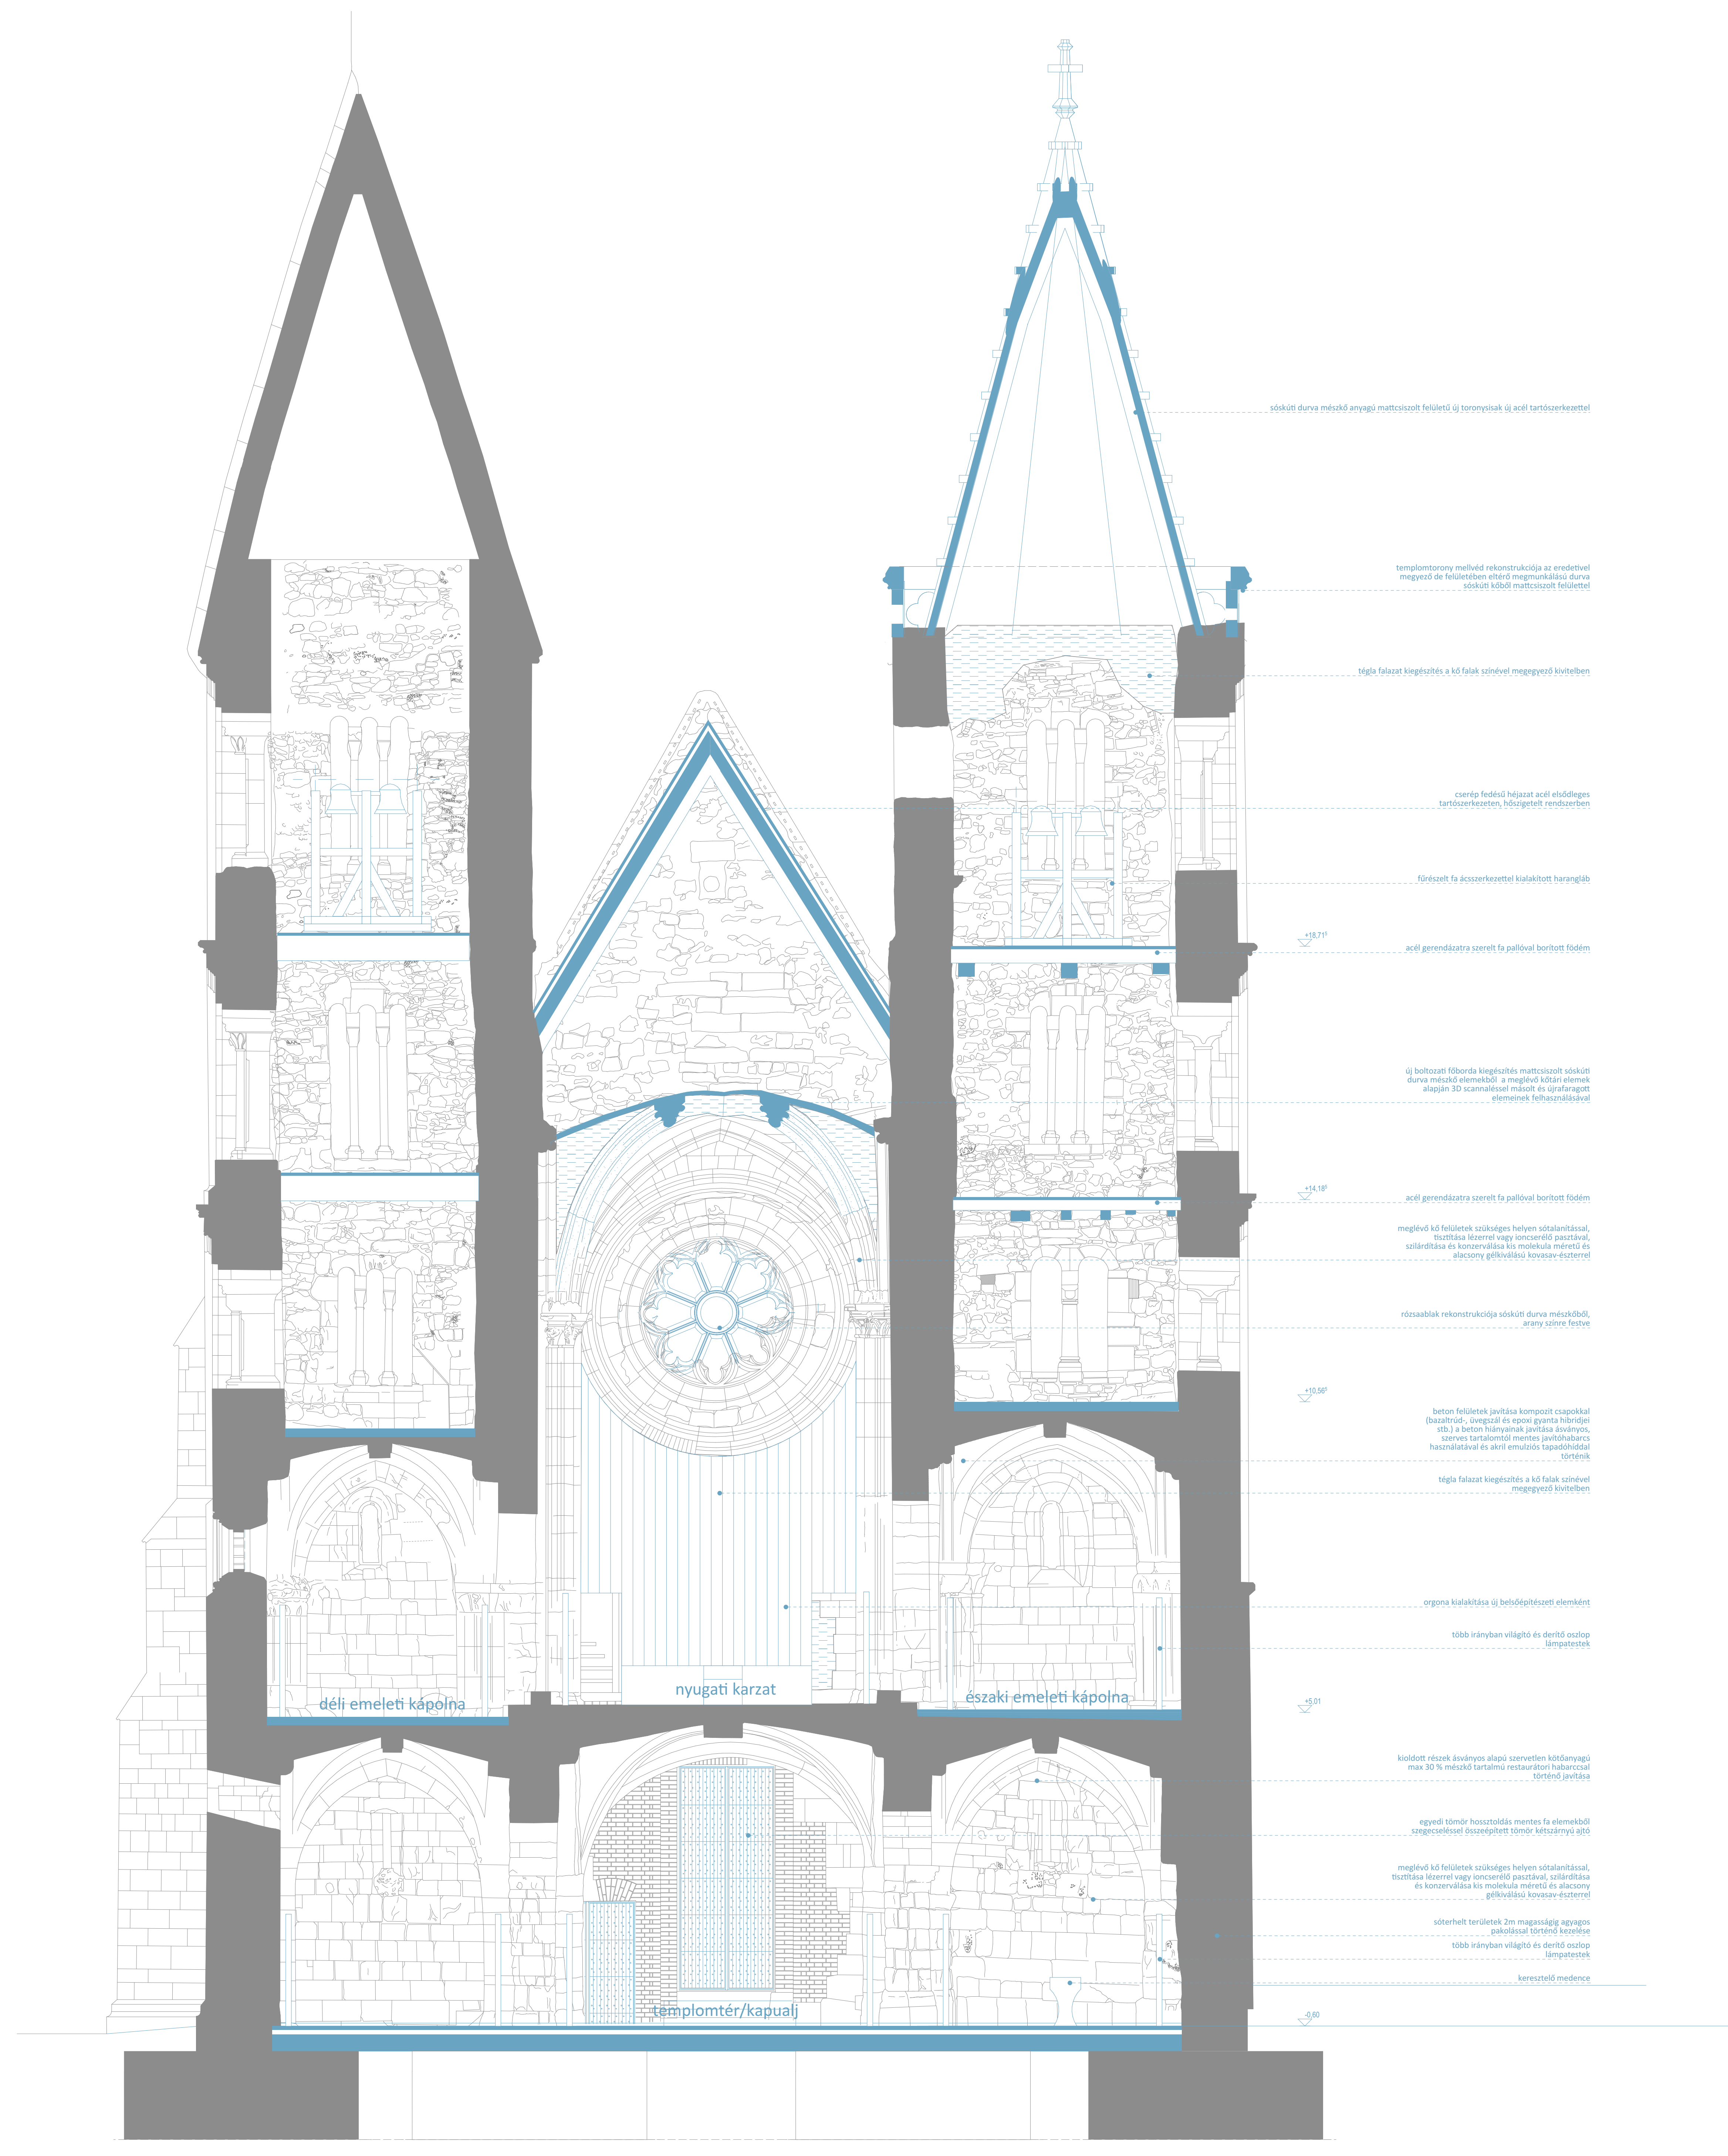 sóskúti durva mészkő anyagú mattcsiszolt felületű új toronysisak új acél tartószerkezettel
templomtorony mellvéd rekonstrukciója az eredetivel
megyező de felületében eltérő megmunkálású durva
sóskúti kőből mattcsiszolt felülettel
tégla falazat kiegészítés a kő falak színével megegyező kivitelben
cserép fedésű héjazat acél elsődleges
tartószerkezeten, hőszigetelt rendszerben
fűrészelt fa ácsszerkezettel kialakított harangláb
+18,71⁵
acél gerendázatra szerelt fa pallóval borított födém
új boltozati főborda kiegészítés mattcsiszolt sóskúti
durva mészkő elemekből a meglévő kőtári elemek
alapján 3D scannaléssel másolt és újrafaragott
elemeinek felhasználásával
+14,18⁵
acél gerendázatra szerelt fa pallóval borított födém
meglévő kő felületek szükséges helyen sótalanítással,
tisztítása lézerrel vagy ioncserélő pasztával,
szilárdítása és konzerválása kis molekula méretű és
alacsony gélkiválású kovasav-észterrel
rózsaablak rekonstrukciója sóskúti durva mészkőből,
arany színre festve
+10,56⁵
beton felületek javítása kompozit csapokkal
(bazaltrúd-, üvegszál és epoxi gyanta hibridjei
stb.) a beton hiányainak javítása ásványos,
szerves tartalomtól mentes javítóhabarcs
használatával és akril emulziós tapadóhíddal
történik
tégla falazat kiegészítés a kő falak színével
megegyező kivitelben
orgona kialakítása új belsőépítészeti elemként
több irányban világító és derítő oszlop
lámpatestek
déli emeleti kápolna
nyugati karzat
északi emeleti kápolna
+5,01
kioldott részek ásványos alapú szervetlen kötőanyagú
max 30 % mészkő tartalmú restaurátori habarccsal
történő javítása
egyedi tömör hossztoldás mentes fa elemekből
szegecseléssel összeépített tömör kétszárnyú ajtó
meglévő kő felületek szükséges helyen sótalanítással,
tisztítása lézerrel vagy ioncserélő pasztával, szilárdítása
és konzerválása kis molekula méretű és alacsony
gélkiválású kovasav-észterrel
sóterhelt területek 2m magasságig agyagos
pakolással történő kezelése
több irányban világító és derítő oszlop
lámpatestek
keresztelő medence
templomtér/kapualj
-0,60